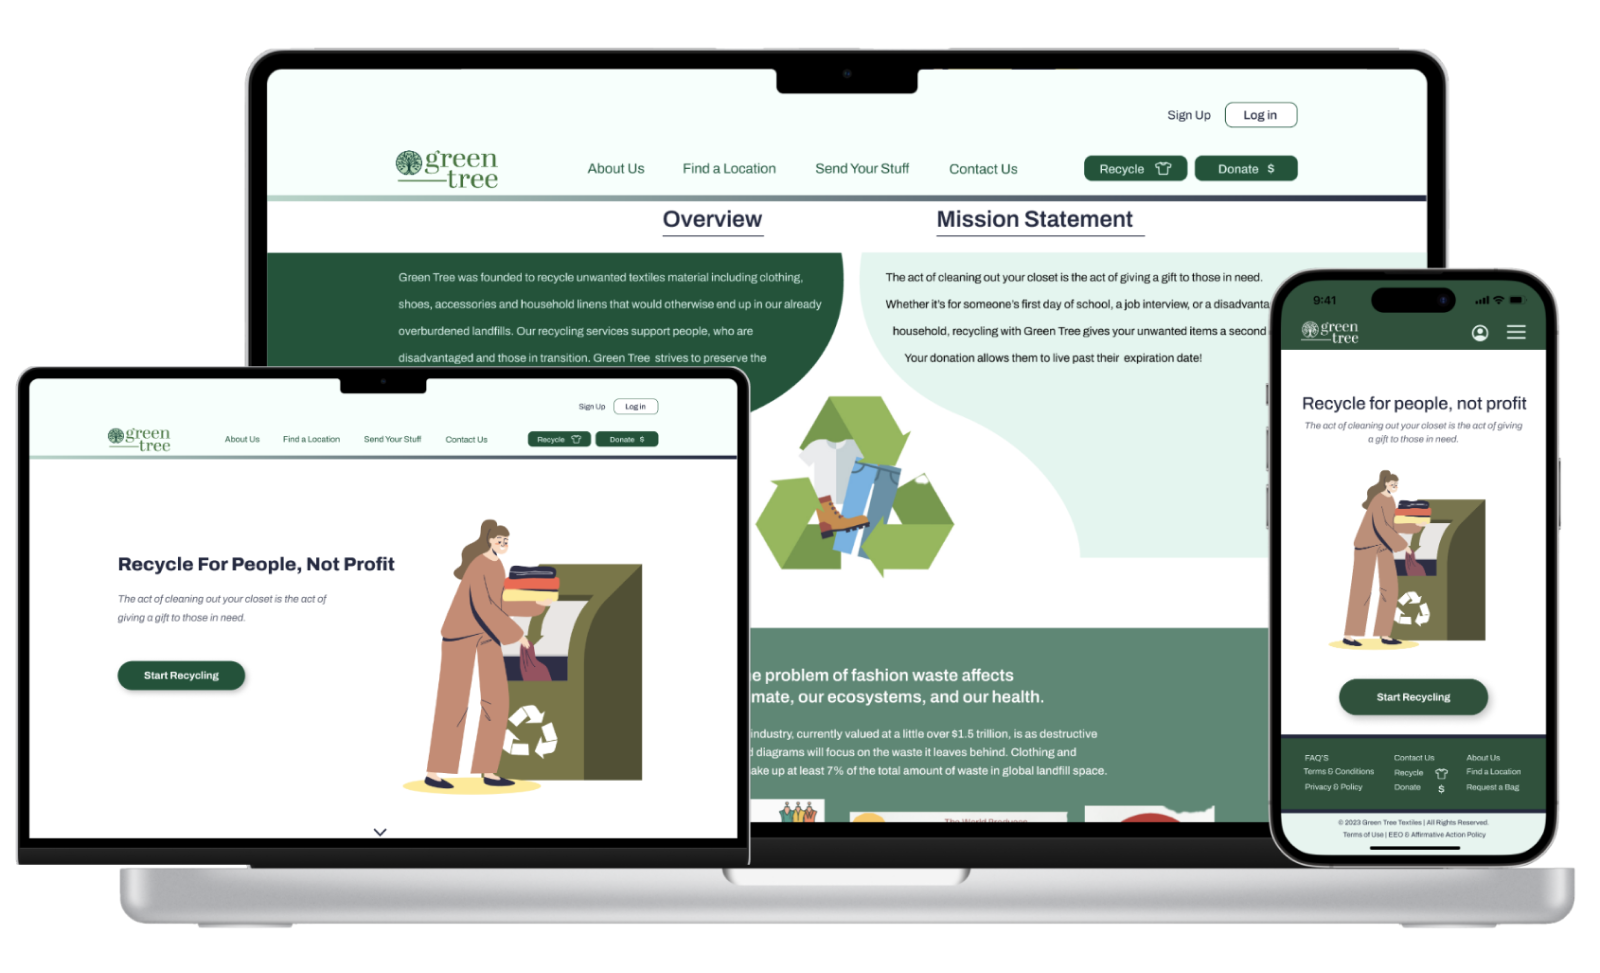 Sign Up
Log in
green
tree
About Us
Find a Location
Send Your Stuff
Contact Us
Recycle
Donate $
Overview
Mission Statement
Green Tree was founded to recycle unwanted textiles material including clothing,
shoes, accessories and household linens that would otherwise end up in our already
overburdened landfills. Our recycling services support people, who are
disadvantaged and those in transition. Green Tree strives to preserve the
The act of cleaning out your closet is the act of giving a gift to those in need.
Whether it's for someone's first day of school, a job interview, or a disadvanta
household, recycling with Green Tree gives your unwanted items a second
Your donation allows them to live past their expiration date!
e problem of fashion waste affects
mate, our ecosystems, and our health.
industry, currently valued at a little over $1.5 trillion, is as destructive
d diagrams will focus on the waste it leaves behind. Clothing and
ake up at least 7% of the total amount of waste in global landfill space.
The World Produces
Sign Up
Log in
green
tree
About Us
Find a Location
Send Your Stuff
Contact Us
Recycle
Donate $
Recycle For People, Not Profit
The act of cleaning out your closet is the act of
giving a gift to those in need.
Start Recycling
9:41
green
tree
Recycle for people, not profit
The act of cleaning out your closet is the act of giving
a gift to those in need.
Start Recycling
FAQ'S
Contact Us
About Us
Terms & Conditions
Recycle
Find a Location
Privacy & Policy
Donate $
Request a Bag
© 2023 Green Tree Textiles | All Rights Reserved.
Terms of Use | EEO & Affirmative Action Policy